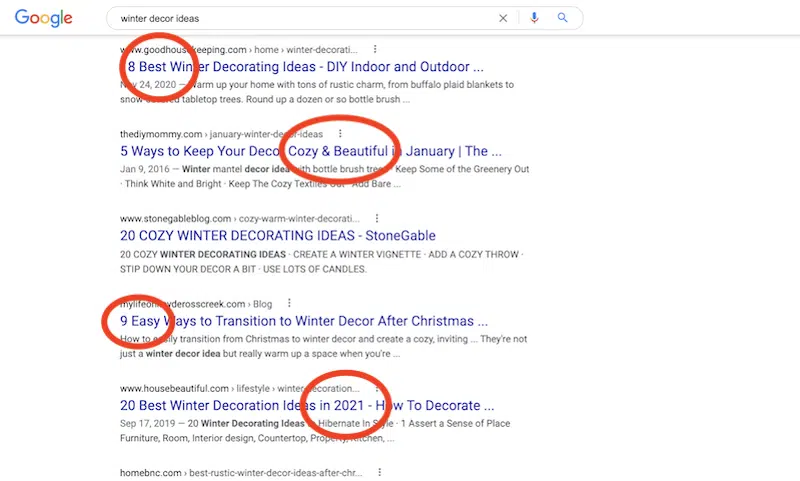 Google
winter decor ideas
www.goodhousekeeping.com › home › winter-decorati...
8 Best Winter Decorating Ideas - DIY Indoor and Outdoor ...
Nov 24, 2020 — Warm up your home with tons of rustic charm, from buffalo plaid blankets to
snow-covered tabletop trees. Round up a dozen or so bottle brush ...
thediymommy.com › january-winter-decor-ideas
5 Ways to Keep Your Decor Cozy & Beautiful in January | The ...
Jan 9, 2016 — Winter mantel decor idea with bottle brush trees · Keep Some of the Greenery Out
· Think White and Bright · Keep The Cozy Textiles Out · Add Bare ...
www.stonegableblog.com › cozy-warm-winter-decorati...
20 COZY WINTER DECORATING IDEAS - StoneGable
20 COZY WINTER DECORATING IDEAS · CREATE A WINTER VIGNETTE · ADD A COZY THROW ·
STIP DOWN YOUR DECOR A BIT · USE LOTS OF CANDLES.
› Blog
9 Easy Ways to Transition to Winter Decor After Christmas ...
How to easily transition from Christmas to winter decor and create a cozy, inviting ... They're not
just a winter decor idea but really warm up a space when you're ...
www.housebeautiful.com › lifestyle › winter-decoration...
20 Best Winter Decoration Ideas in 2021 - How To Decorate ...
Sep 17, 2019 — 20 Winter Decorating Ideas to Hibernate In Style · 1 Assert a Sense of Place
Furniture, Room, Interior design, Countertop, Property, Kitchen, ...
homebnc.com › best-rustic-winter-decor-ideas-after-chr...